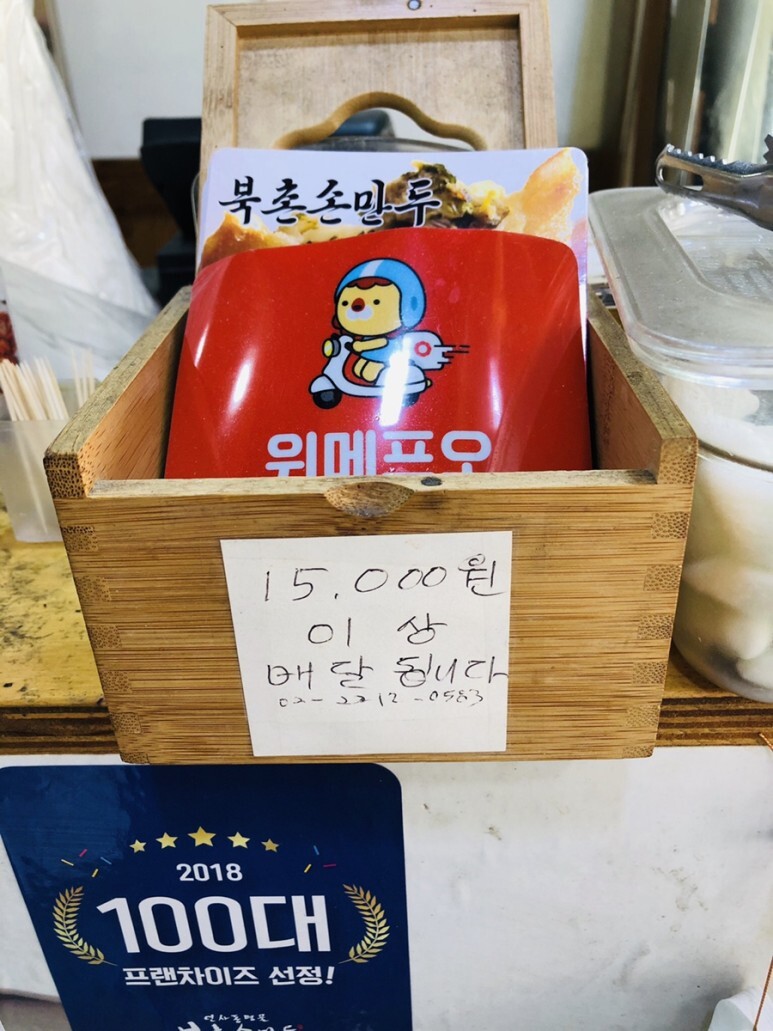 북촌손만두
위메프오
15,000원
이상
배달 됩니다
02-2212-0583
2018
100대
프랜차이즈 선정!